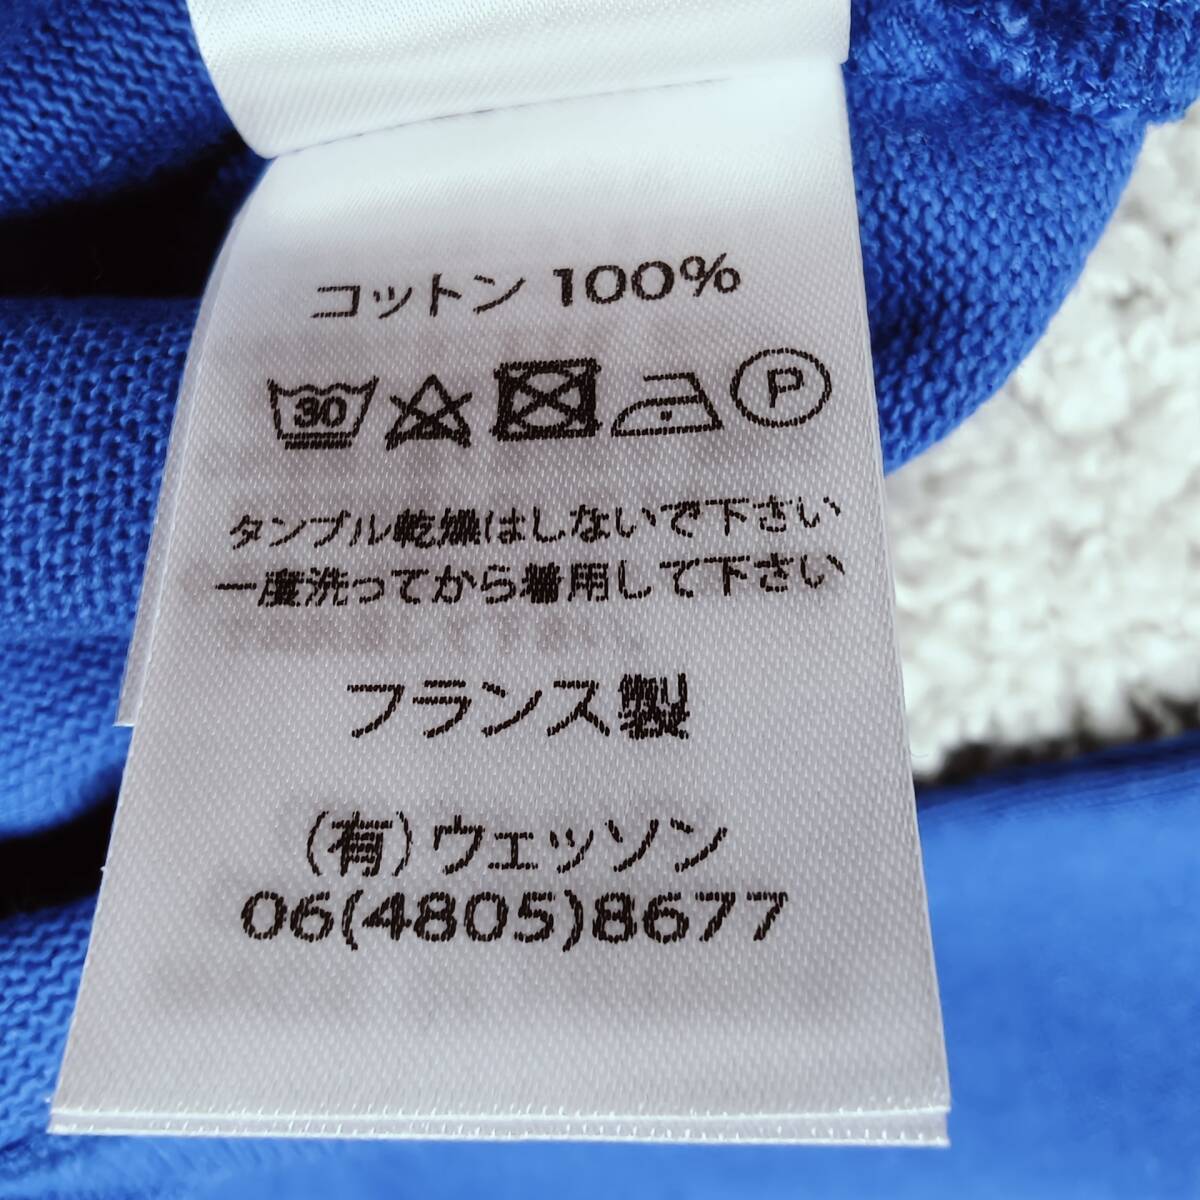 コットン 100%
30 P
タンブル乾燥はしないで下さい
一度洗ってから着用して下さい
フランス製
(有)ウェッソン
06(4805)8677